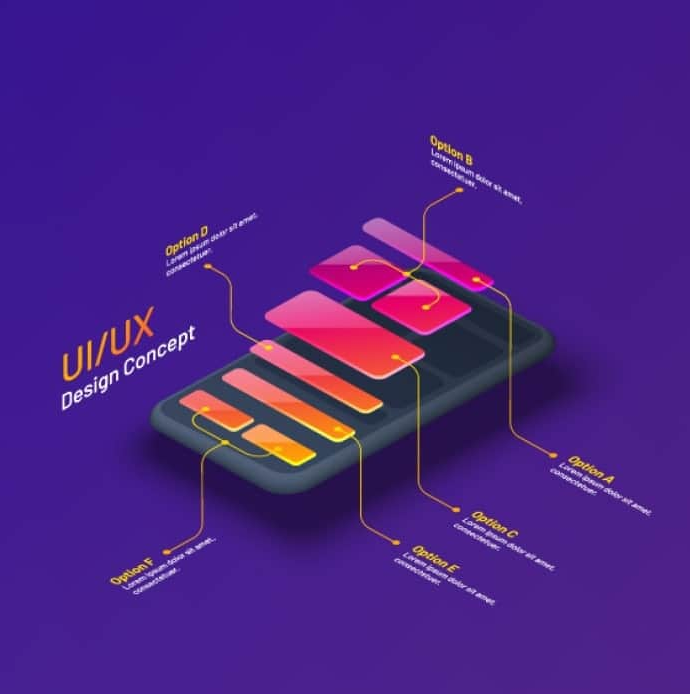 Option B
Lorem ipsum dolor sit amet,
consectetuer.
Option D
Lorem ipsum dolor sit amet,
consectetuer.
UI/UX
Design Concept
Option A
Lorem ipsum dolor sit amet,
consectetuer.
Option C
Lorem ipsum dolor sit amet,
consectetuer.
Option E
Lorem ipsum dolor sit amet,
consectetuer.
Option F
Lorem ipsum dolor sit amet,
consectetuer.